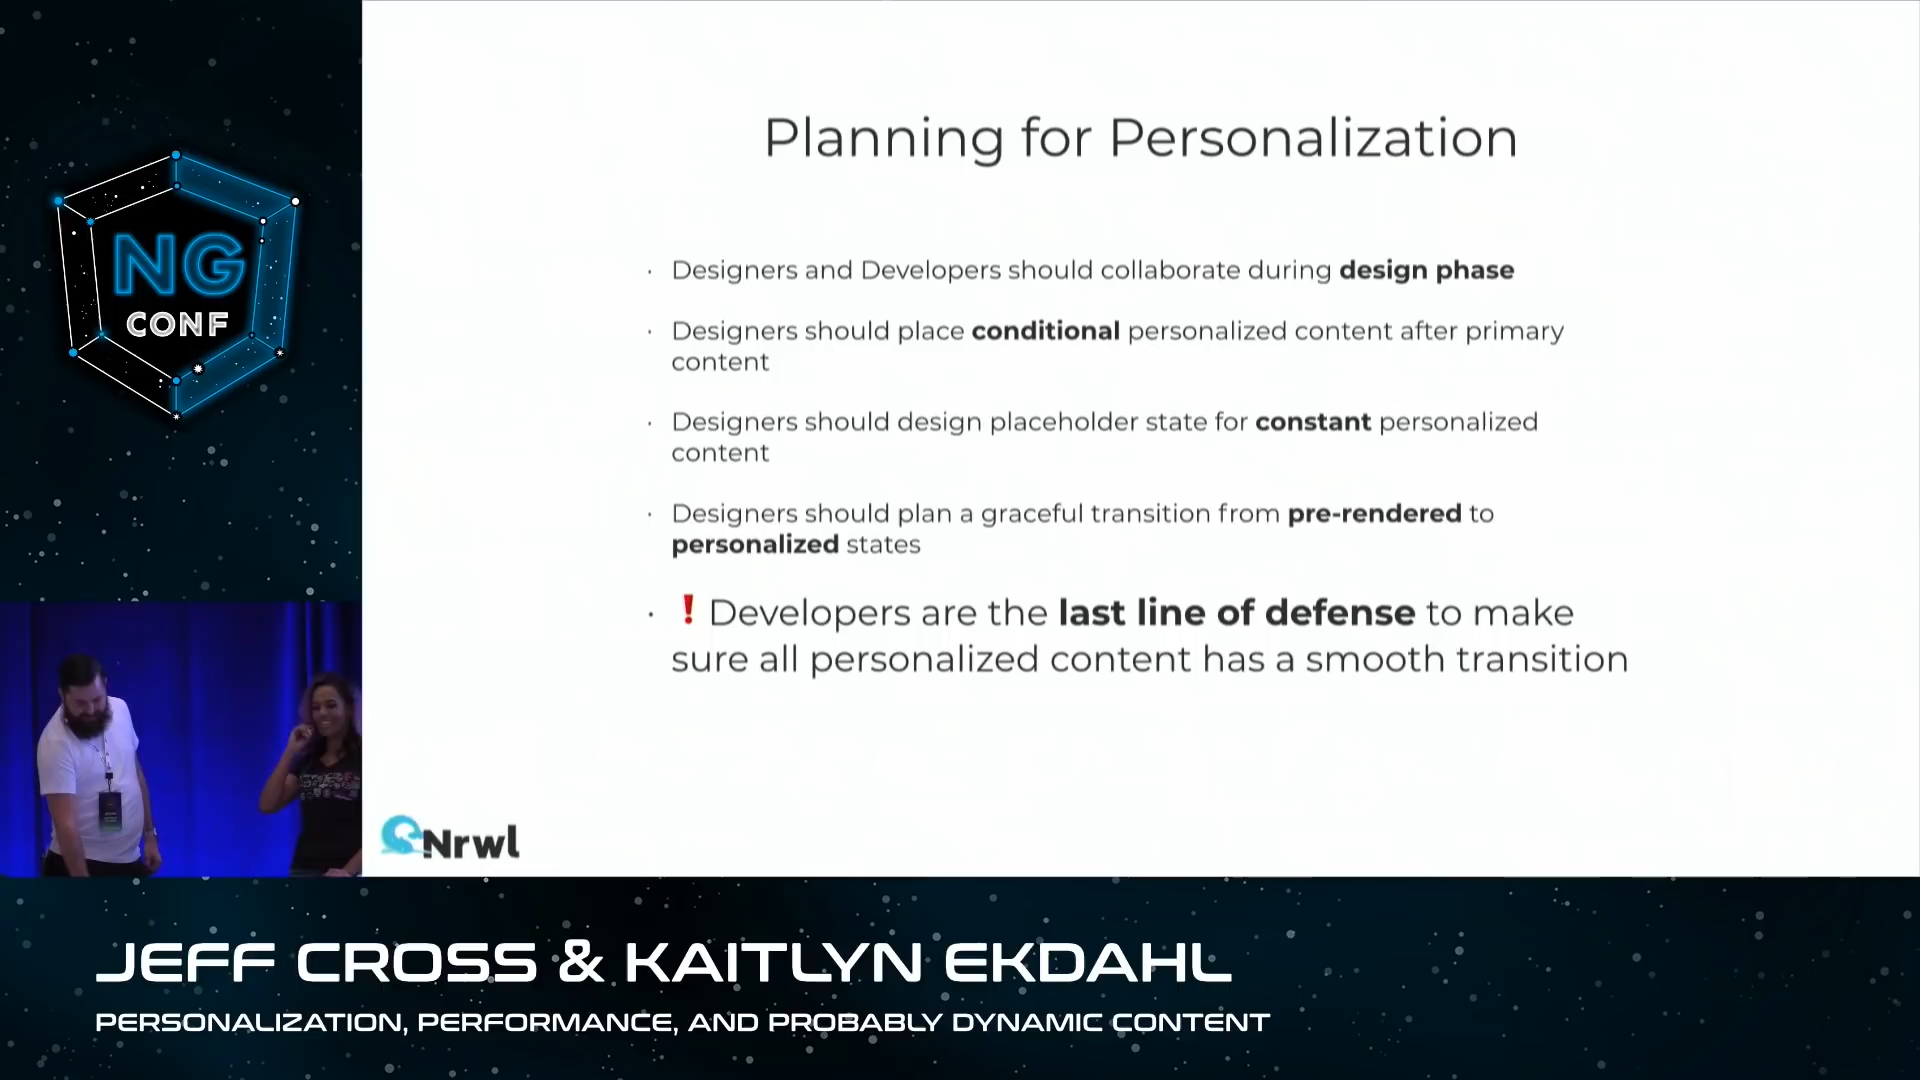 NG
CONF
Planning for Personalization
· Designers and Developers should collaborate during design phase
· Designers should place conditional personalized content after primary
content
· Designers should design placeholder state for constant personalized
content
· Designers should plan a graceful transition from pre-rendered to
personalized states
· ❗ Developers are the last line of defense to make
sure all personalized content has a smooth transition
Nrwl
JEFF CROSS & KAITLYN EKDAHL
PERSONALIZATION, PERFORMANCE, AND PROBABLY DYNAMIC CONTENT